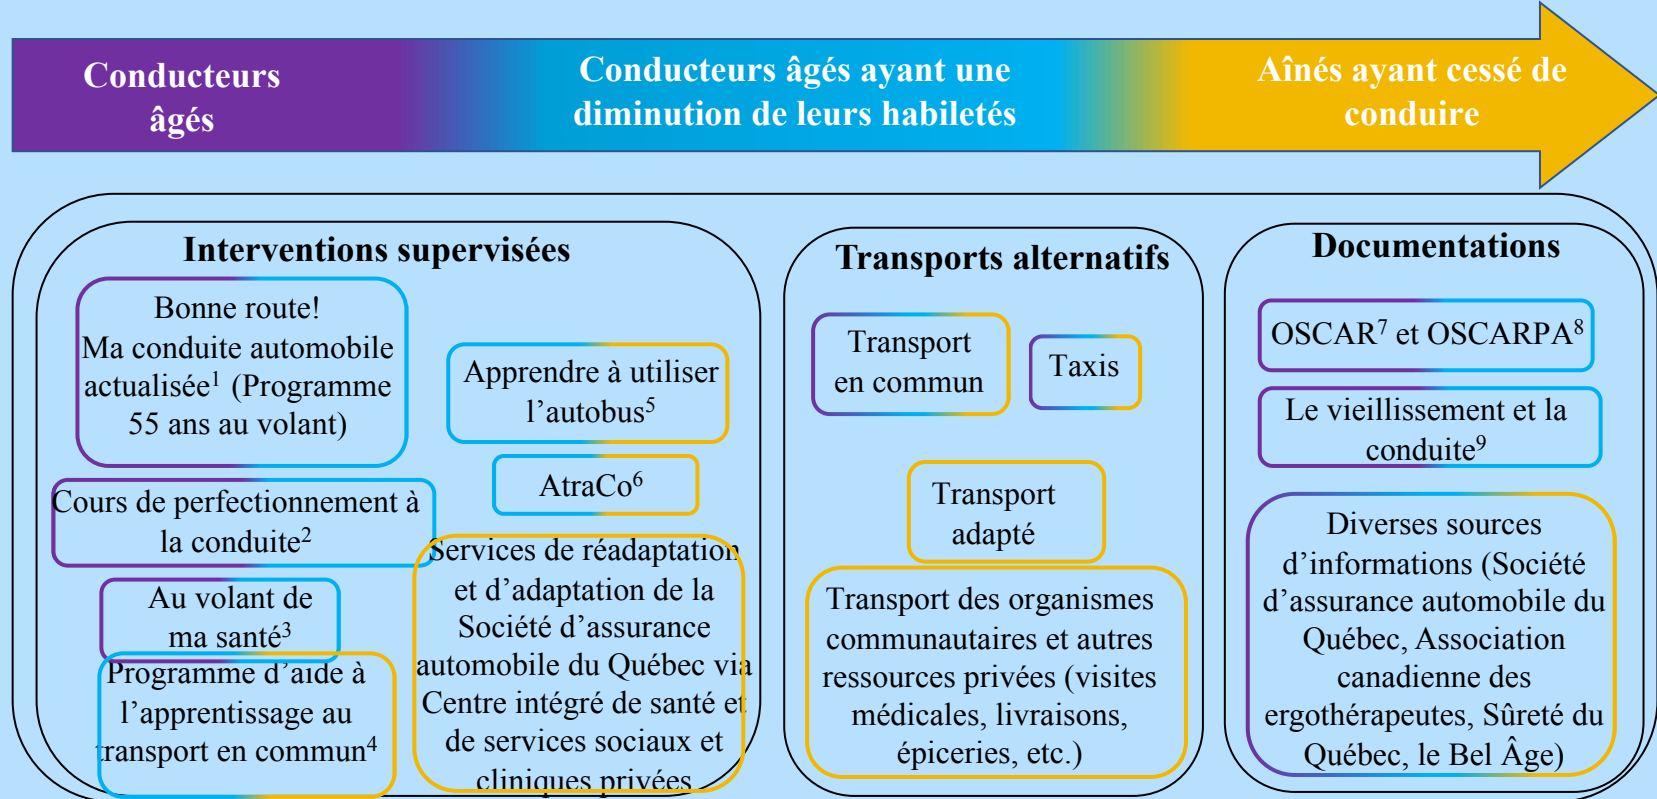 Conducteurs
âgés
Conducteurs âgés ayant une
diminution de leurs habiletés
Aînés ayant cessé de
conduire
Interventions supervisées
Bonne route!
Ma conduite automobile
actualisée¹ (Programme
55 ans au volant)
Cours de perfectionnement à
la conduite²
Au volant de
ma santé³
Programme d’aide à
l’apprentissage au
transport en commun⁴
Apprendre à utiliser
l’autobus⁵
AtraCo⁶
Services de réadaptation
et d’adaptation de la
Société d’assurance
automobile du Québec via
Centre intégré de santé et
de services sociaux et
cliniques privées
Transports alternatifs
Transport
en commun
Taxis
Transport
adapté
Transport des organismes
communautaires et autres
ressources privées (visites
médicales, livraisons,
épiceries, etc.)
Documentations
OSCAR⁷ et OSCARPA⁸
Le vieillissement et la
conduite⁹
Diverses sources
d’informations (Société
d’assurance automobile du
Québec, Association
canadienne des
ergothérapeutes, Sûreté du
Québec, le Bel Âge)